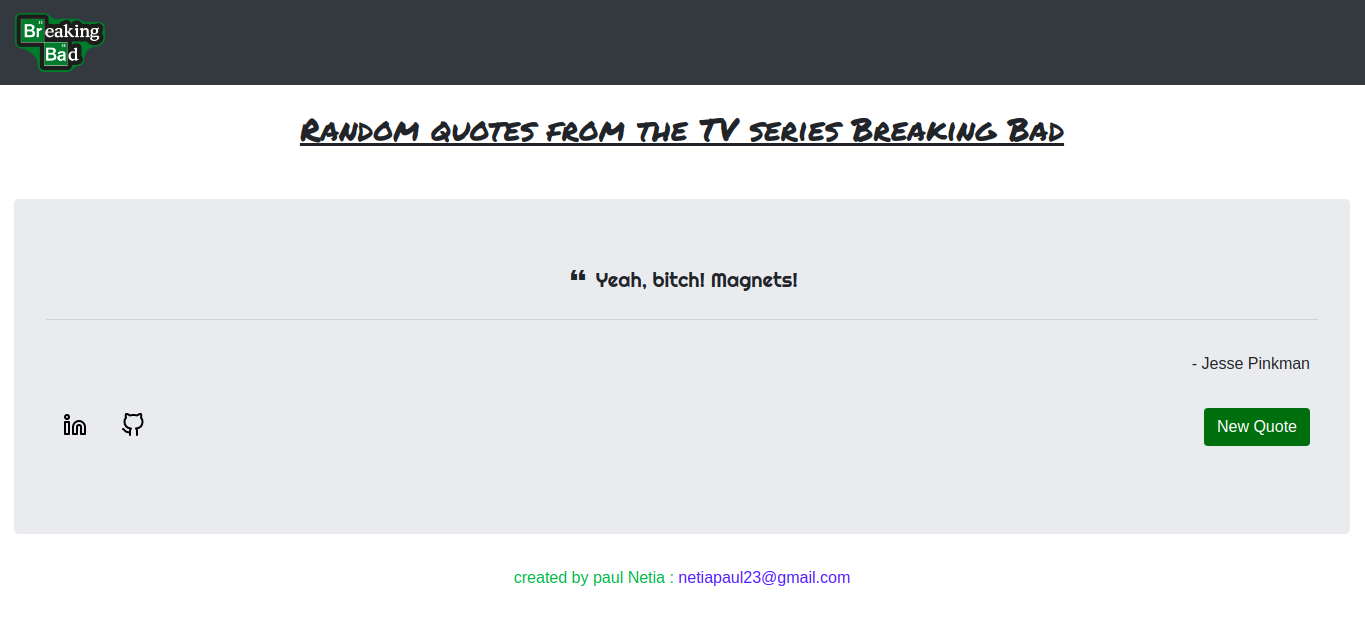 Breaking
Bad
Random quotes from the TV series Breaking Bad
“ Yeah, bitch! Magnets!
- Jesse Pinkman
in
New Quote
created by paul Netia : netiapaul23@gmail.com